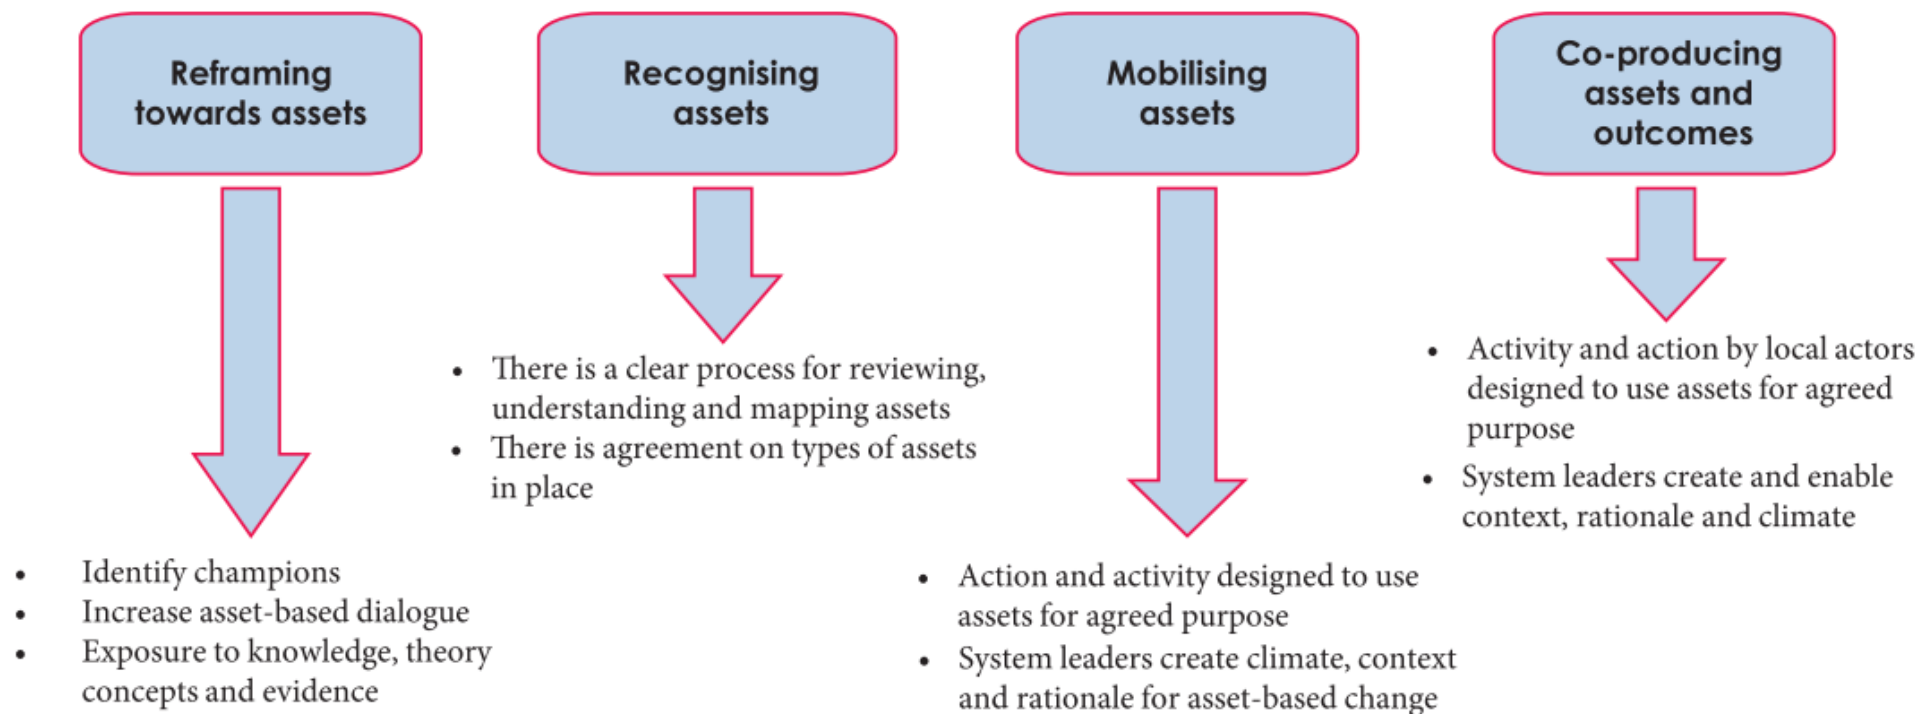 Reframing
towards assets
Recognising
assets
Mobilising
assets
Co-producing
assets and
outcomes
• Identify champions
• Increase asset-based dialogue
• Exposure to knowledge, theory
concepts and evidence
• There is a clear process for reviewing,
understanding and mapping assets
• There is agreement on types of assets
in place
• Action and activity designed to use
assets for agreed purpose
• System leaders create climate, context
and rationale for asset-based change
• Activity and action by local actors
designed to use assets for agreed
purpose
• System leaders create and enable
context, rationale and climate